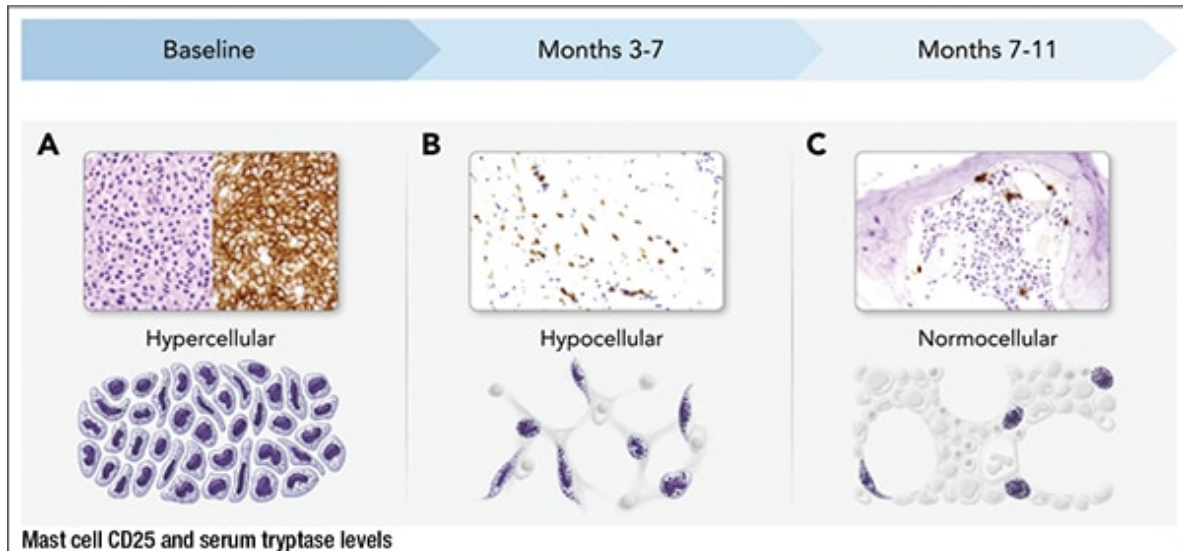 Baseline
Months 3-7
Months 7-11
A
B
C
Hypercellular
Hypocellular
Normocellular
Mast cell CD25 and serum tryptase levels